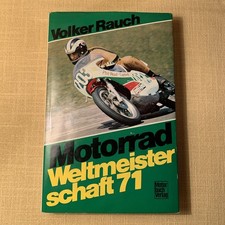 Volker Rauch
Motorrad
Weltmeister
schaft 71